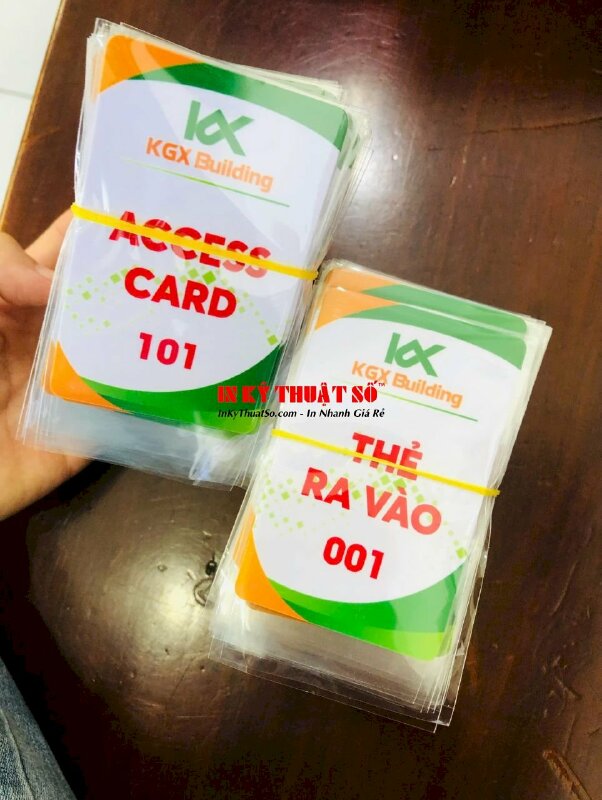 KGX Building
ACCESS
CARD
101
IN KỸ THUẬT SỐ™
InKyThuatSo.com - In Nhanh Giá Rẻ
KGX Building
THẺ
RA VÀO
001